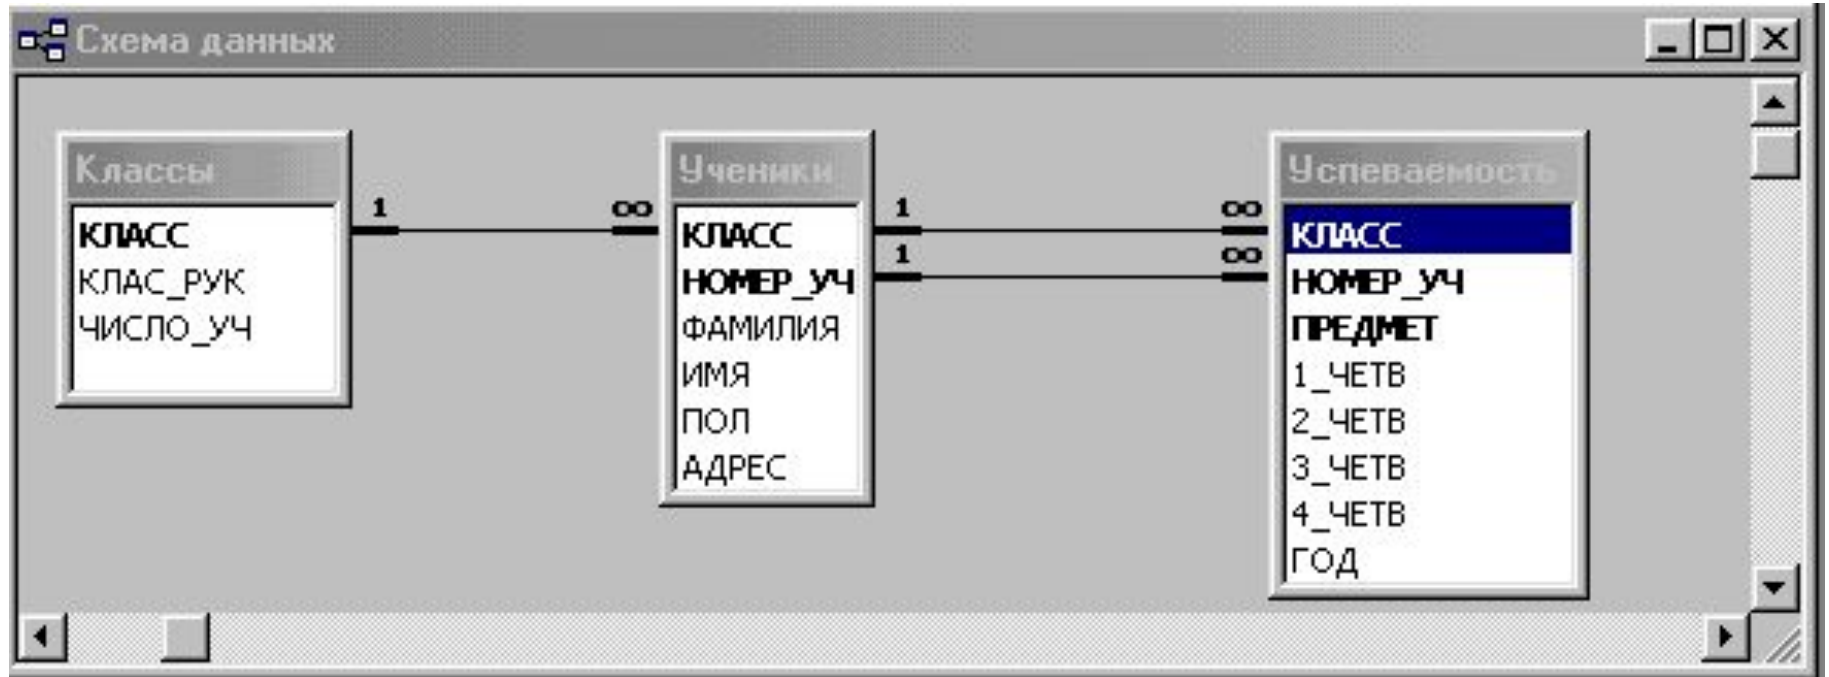 Схема данных
Классы
КЛАСС
КЛАС_РУК
ЧИСЛО_УЧ
1 ∞
Ученики
КЛАСС
НОМЕР_УЧ
ФАМИЛИЯ
ИМЯ
ПОЛ
АДРЕС
1 ∞
1 ∞
Успеваемость
КЛАСС
НОМЕР_УЧ
ПРЕДМЕТ
1_ЧЕТВ
2_ЧЕТВ
3_ЧЕТВ
4_ЧЕТВ
ГОД